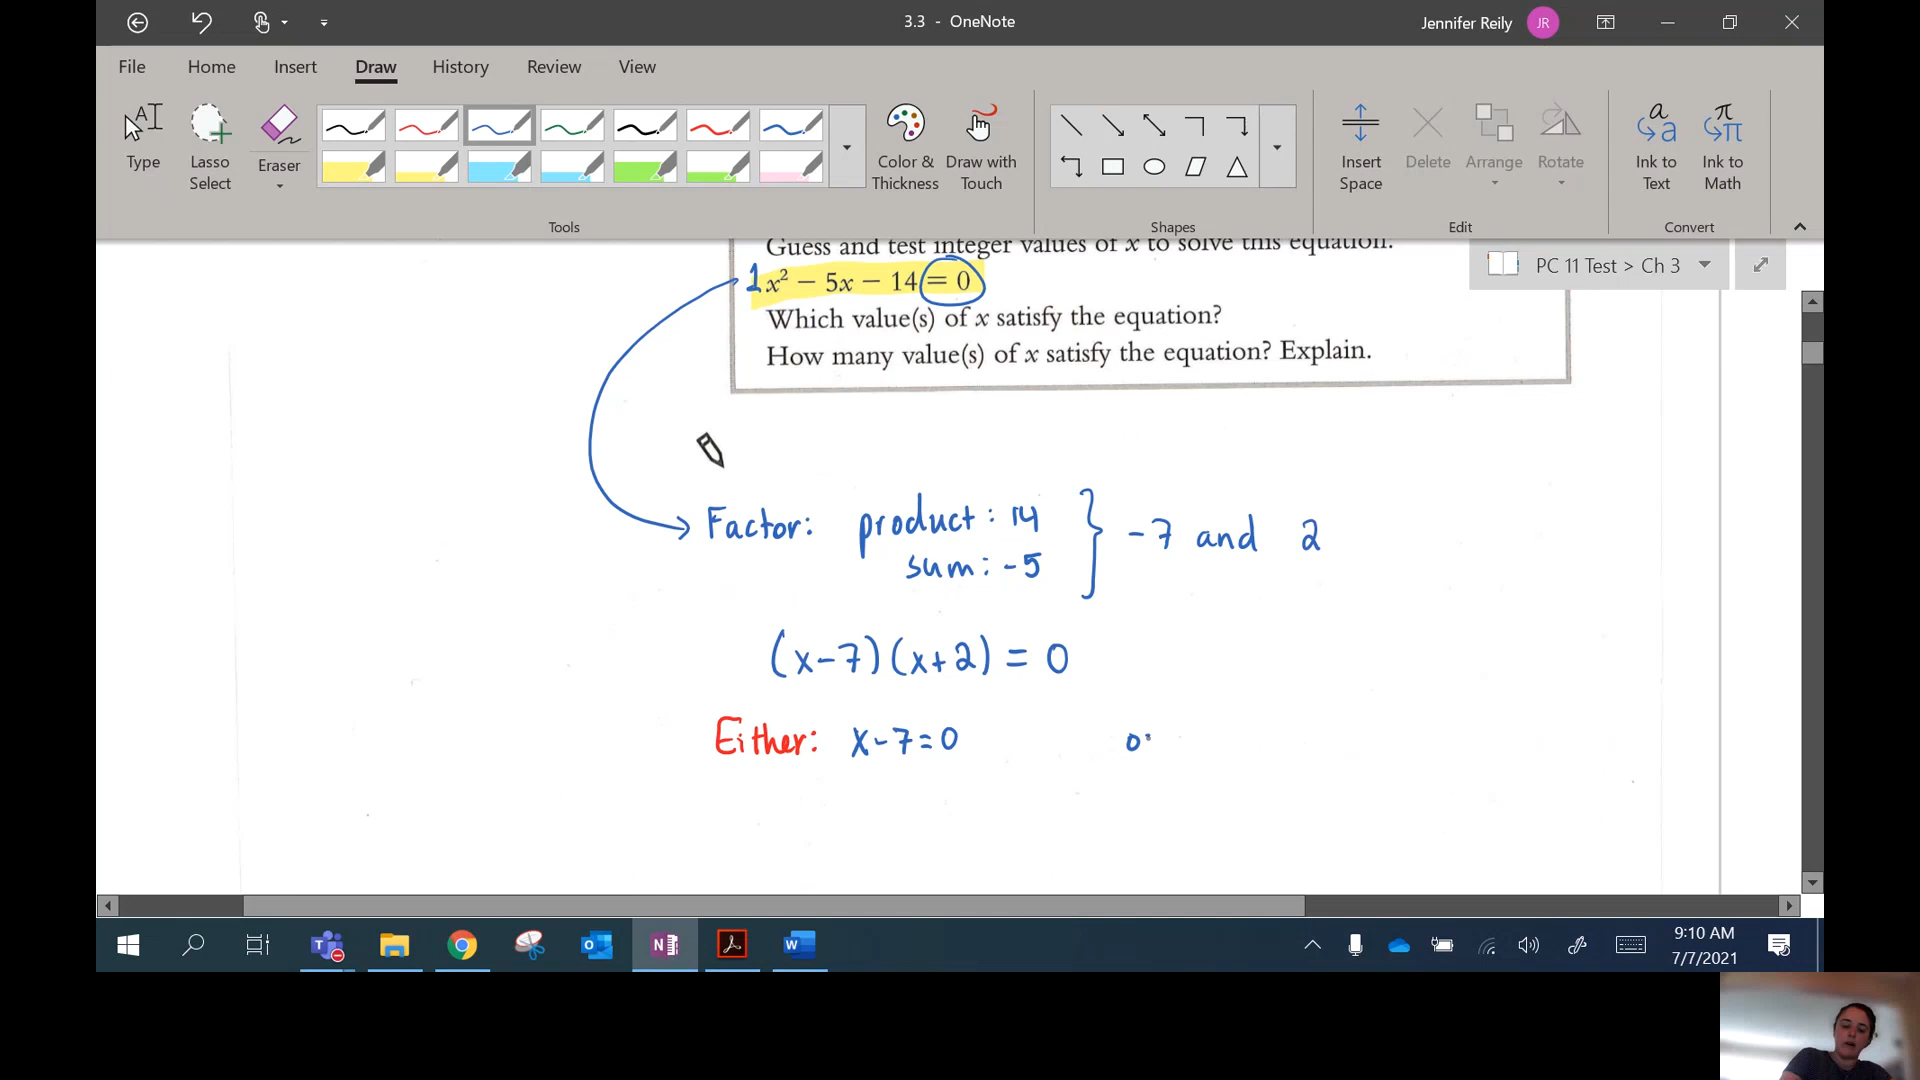 3.3 - OneNote
Jennifer Reily JR
File Home Insert Draw History Review View
Type
Lasso Select
Eraser
Color & Thickness
Draw with Touch
Insert Space
Delete
Arrange
Rotate
Ink to Text
Ink to Math
Tools Shapes Edit Convert
PC 11 Test > Ch 3
Guess and test integer values of x to solve this equation.
1x² − 5x − 14 = 0
Which value(s) of x satisfy the equation?
How many value(s) of x satisfy the equation? Explain.
Factor: product: 14
sum: -5
-7 and 2
(x-7)(x+2) = 0
Either: x-7=0
9:10 AM
7/7/2021